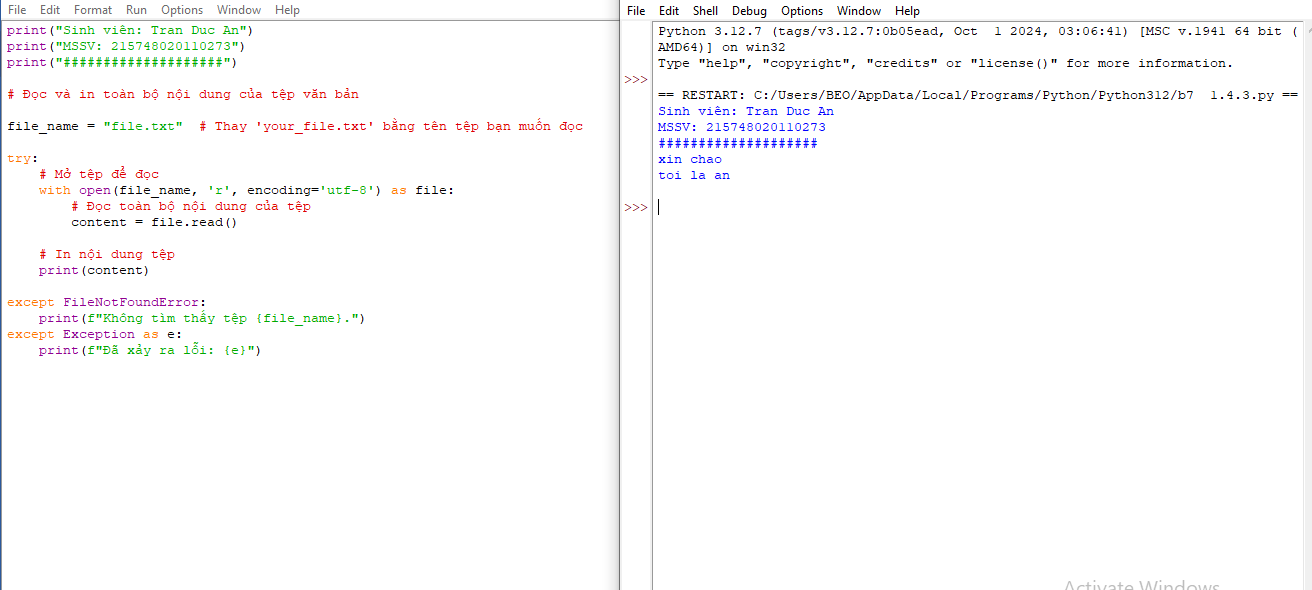 File Edit Format Run Options Window Help
print("Sinh viên: Tran Duc An")
print("MSSV: 215748020110273")
print("####################")
# Đọc và in toàn bộ nội dung của tệp văn bản
file_name = "file.txt"  # Thay 'your_file.txt' bằng tên tệp bạn muốn đọc
try:
    # Mở tệp để đọc
    with open(file_name, 'r', encoding='utf-8') as file:
        # Đọc toàn bộ nội dung của tệp
        content = file.read()
    # In nội dung tệp
    print(content)
except FileNotFoundError:
    print(f"Không tìm thấy tệp {file_name}.")
except Exception as e:
    print(f"Đã xảy ra lỗi: {e}")
File Edit Shell Debug Options Window Help
Python 3.12.7 (tags/v3.12.7:0b05ead, Oct  1 2024, 03:06:41) [MSC v.1941 64 bit (
AMD64)] on win32
Type "help", "copyright", "credits" or "license()" for more information.
>>>
== RESTART: C:/Users/BEO/AppData/Local/Programs/Python/Python312/b7  1.4.3.py ==
Sinh viên: Tran Duc An
MSSV: 215748020110273
####################
xin chao
toi la an
>>>
Activate Windows